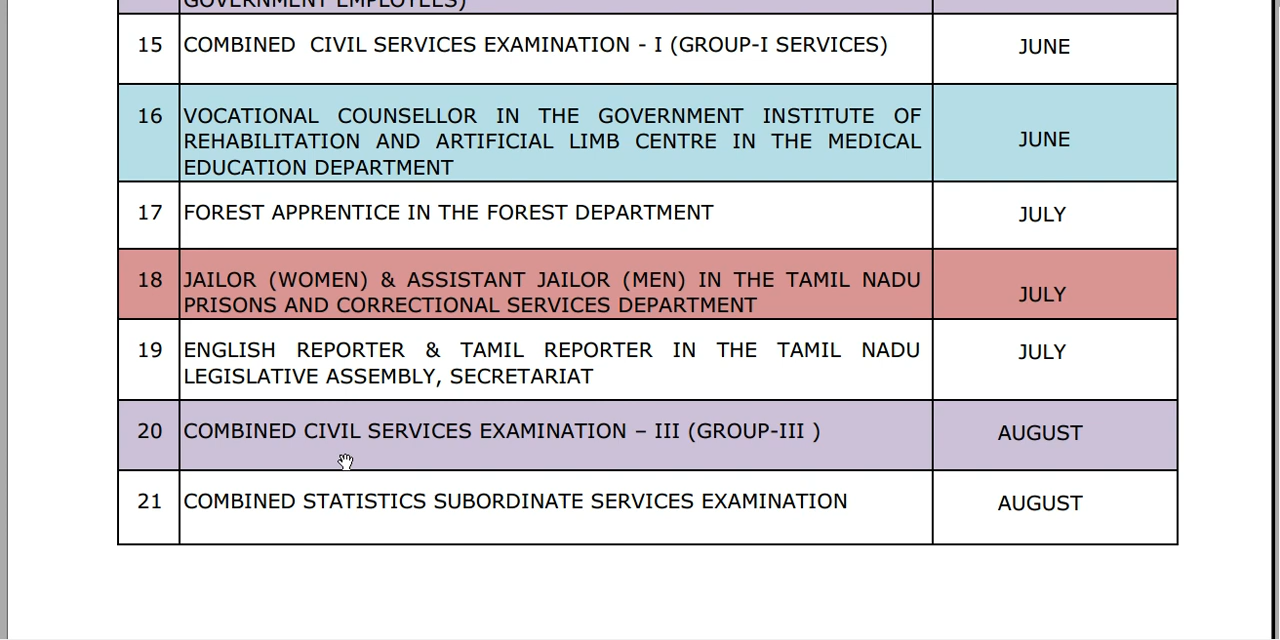 GOVERNMENT EMPLOYEES)
15 COMBINED CIVIL SERVICES EXAMINATION - I (GROUP-I SERVICES) JUNE
16 VOCATIONAL COUNSELLOR IN THE GOVERNMENT INSTITUTE OF
REHABILITATION AND ARTIFICIAL LIMB CENTRE IN THE MEDICAL JUNE
EDUCATION DEPARTMENT
17 FOREST APPRENTICE IN THE FOREST DEPARTMENT JULY
18 JAILOR (WOMEN) & ASSISTANT JAILOR (MEN) IN THE TAMIL NADU
PRISONS AND CORRECTIONAL SERVICES DEPARTMENT JULY
19 ENGLISH REPORTER & TAMIL REPORTER IN THE TAMIL NADU JULY
LEGISLATIVE ASSEMBLY, SECRETARIAT
20 COMBINED CIVIL SERVICES EXAMINATION – III (GROUP-III ) AUGUST
21 COMBINED STATISTICS SUBORDINATE SERVICES EXAMINATION AUGUST